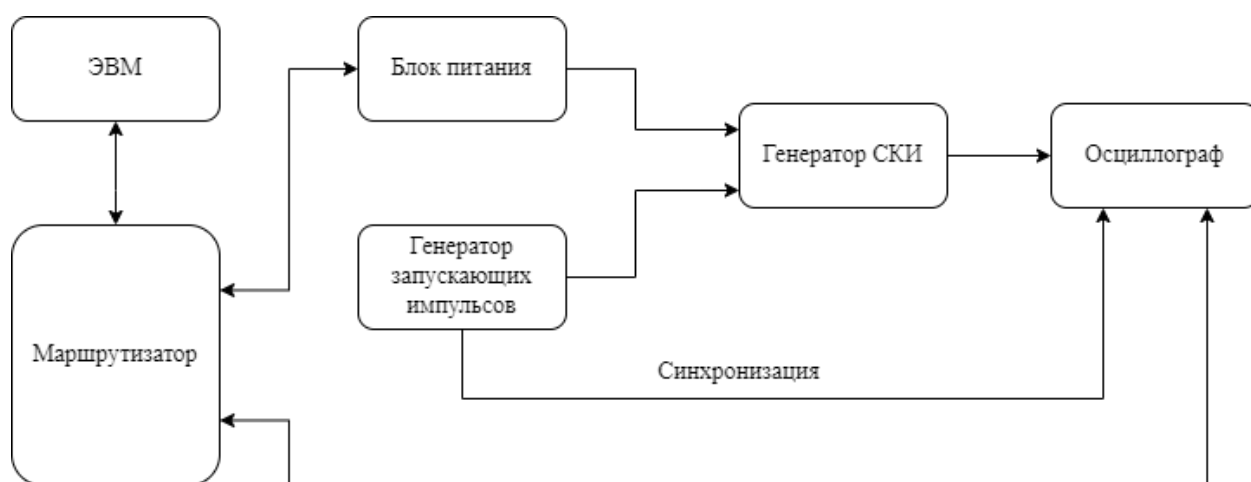 ЭВМ
Блок питания
Генератор СКИ
Осциллограф
Генератор
запускающих
импульсов
Маршрутизатор
Синхронизация